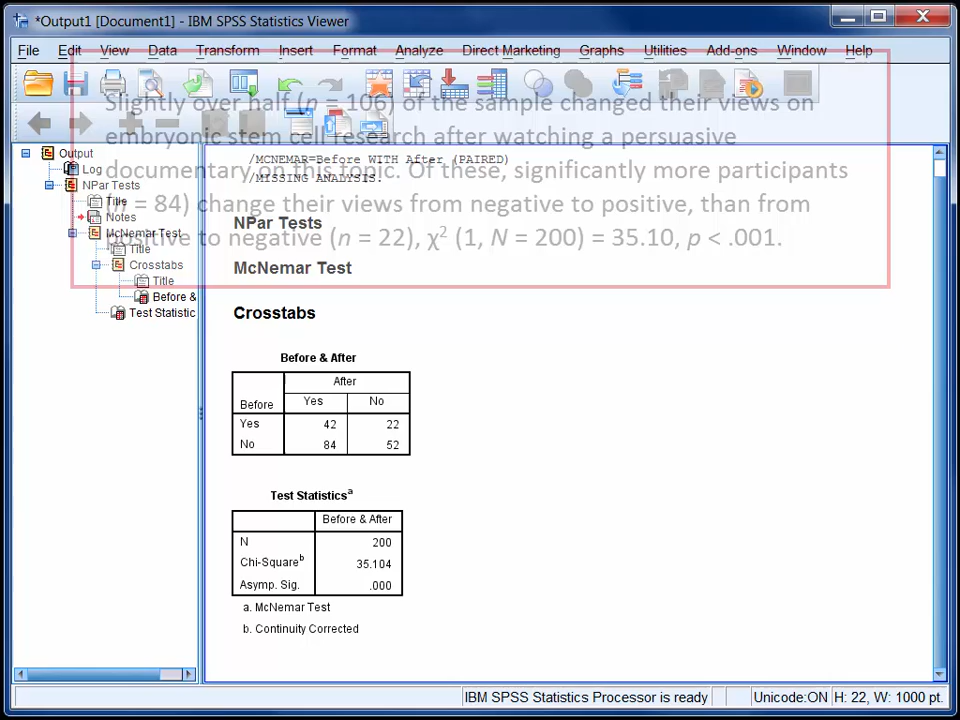 *Output1 [Document1] - IBM SPSS Statistics Viewer
File Edit View Data Transform Insert Format Analyze Direct Marketing Graphs Utilities Add-ons Window Help
Slightly over half (n = 106) of the sample changed their views on
embryonic stem cell research after watching a persuasive
documentary on this topic. Of these, significantly more participants
(n = 84) change their views from negative to positive, than from
positive to negative (n = 22), χ² (1, N = 200) = 35.10, p < .001.
Output
Log
NPar Tests
Title
Notes
McNemar Test
Title
Crosstabs
Title
Before &
Test Statistic
/MCNEMAR=Before WITH After (PAIRED)
/MISSING ANALYSIS.
NPar Tests
McNemar Test
Crosstabs
Before & After
After
Before Yes No
Yes 42 22
No 84 52
Test Statisticsa
Before & After
N 200
Chi-Squareb 35.104
Asymp. Sig. .000
a. McNemar Test
b. Continuity Corrected
IBM SPSS Statistics Processor is ready Unicode:ON H: 22, W: 1000 pt.